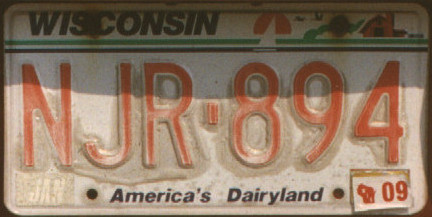 WISCONSIN
NJR-894
America's Dairyland
09